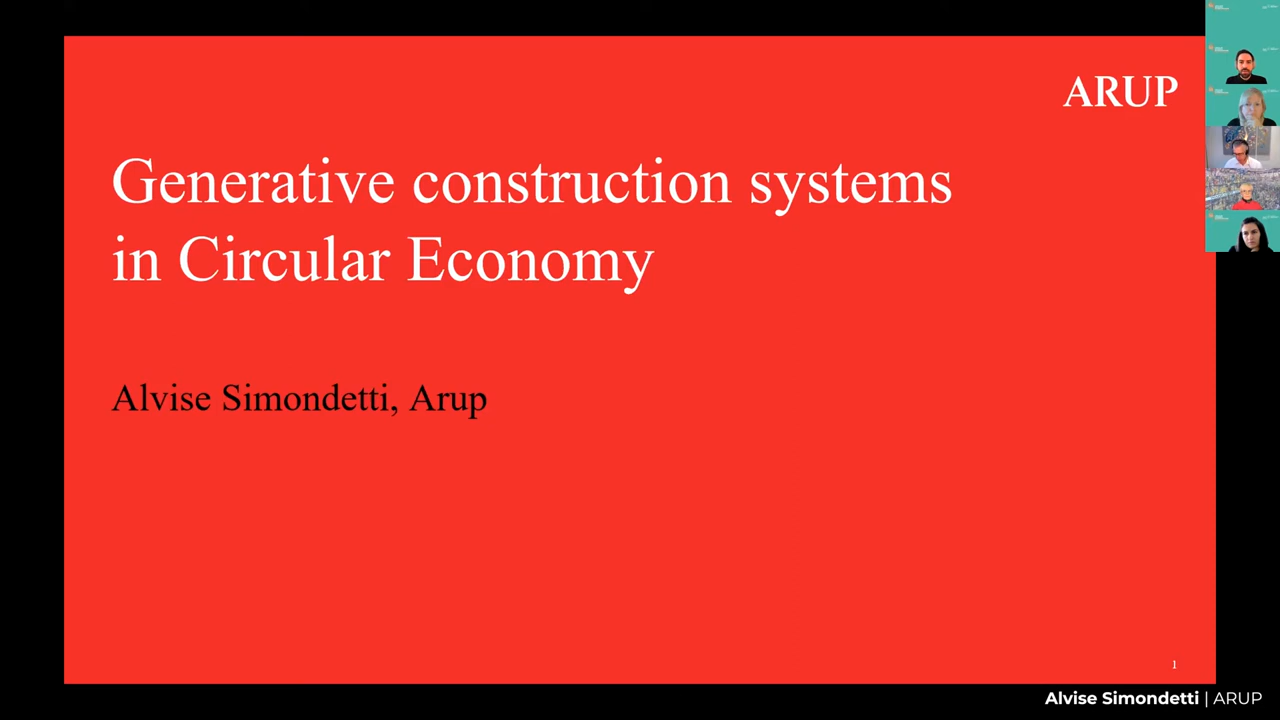 ARUP
Generative construction systems
in Circular Economy
Alvise Simondetti, Arup
1
Alvise Simondetti | ARUP